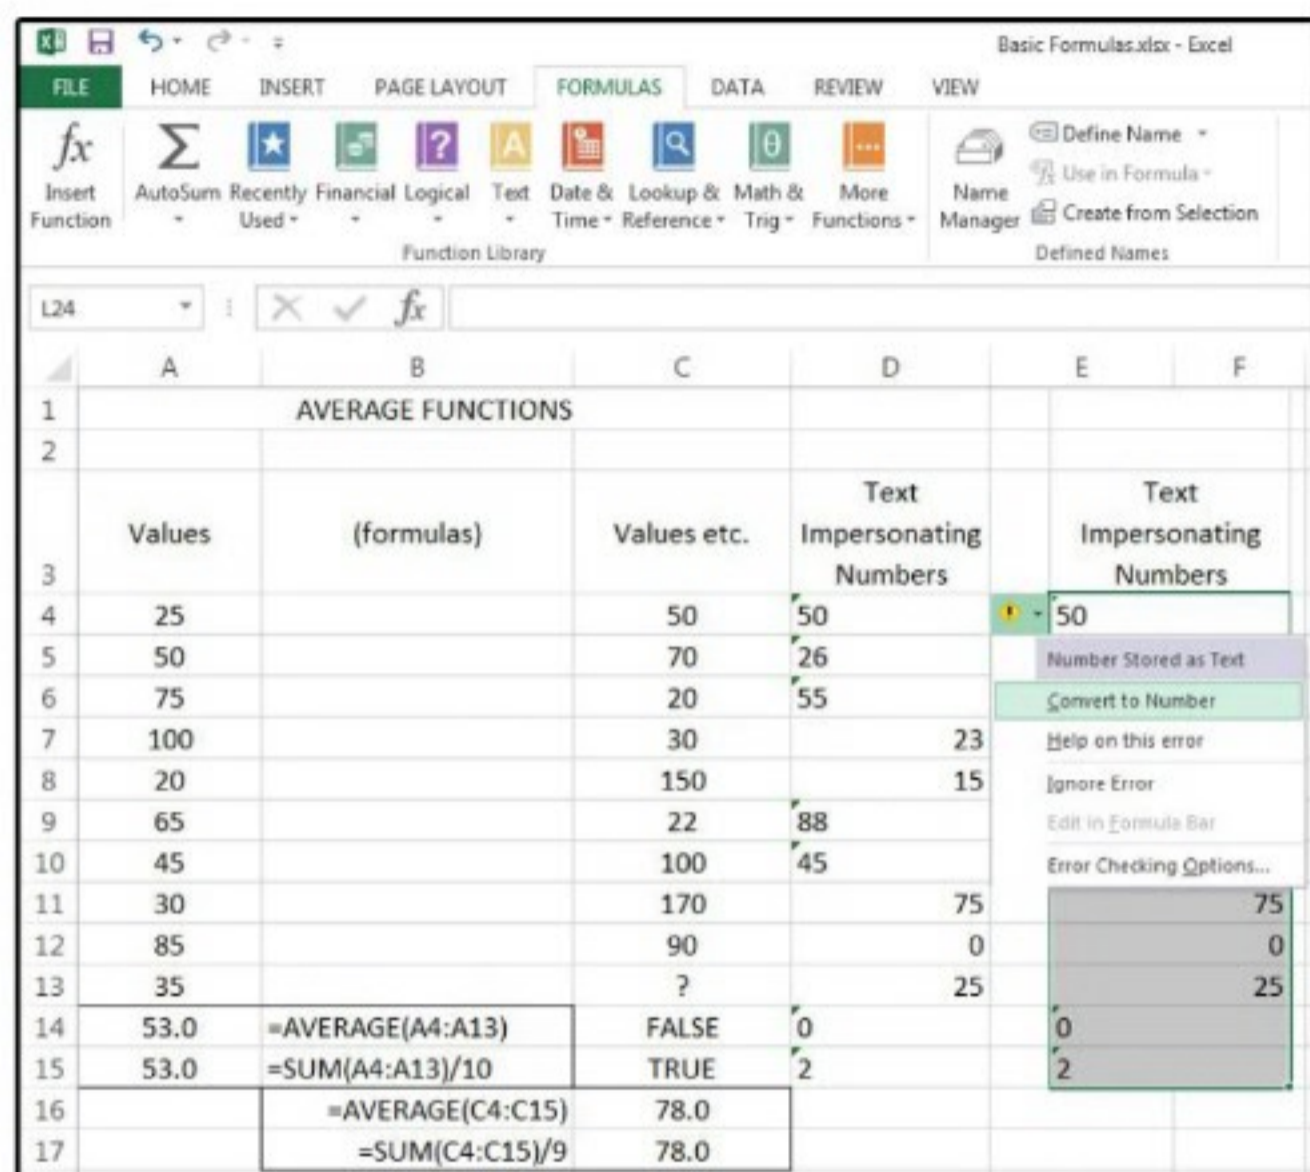 Basic Formulas.xlsx - Excel
FILE HOME INSERT PAGE LAYOUT FORMULAS DATA REVIEW VIEW
fx Σ ? A θ
Insert Function
AutoSum
Recently Used
Financial
Logical
Text
Date & Time
Lookup & Reference
Math & Trig
More Functions
Function Library
Name Manager
Define Name
Use in Formula
Create from Selection
Defined Names
L24 fx
A B C D E F
1 AVERAGE FUNCTIONS
2
3 Values (formulas) Values etc. Text Impersonating Numbers Text Impersonating Numbers
4 25 50 50 50
5 50 70 26
6 75 20 55
7 100 30 23
8 20 150 15
9 65 22 88
10 45 100 45
11 30 170 75 75
12 85 90 0 0
13 35 ? 25 25
14 53.0 =AVERAGE(A4:A13) FALSE 0 0
15 53.0 =SUM(A4:A13)/10 TRUE 2 2
16 =AVERAGE(C4:C15) 78.0
17 =SUM(C4:C15)/9 78.0
Number Stored as Text
Convert to Number
Help on this error
Ignore Error
Edit in Formula Bar
Error Checking Options...